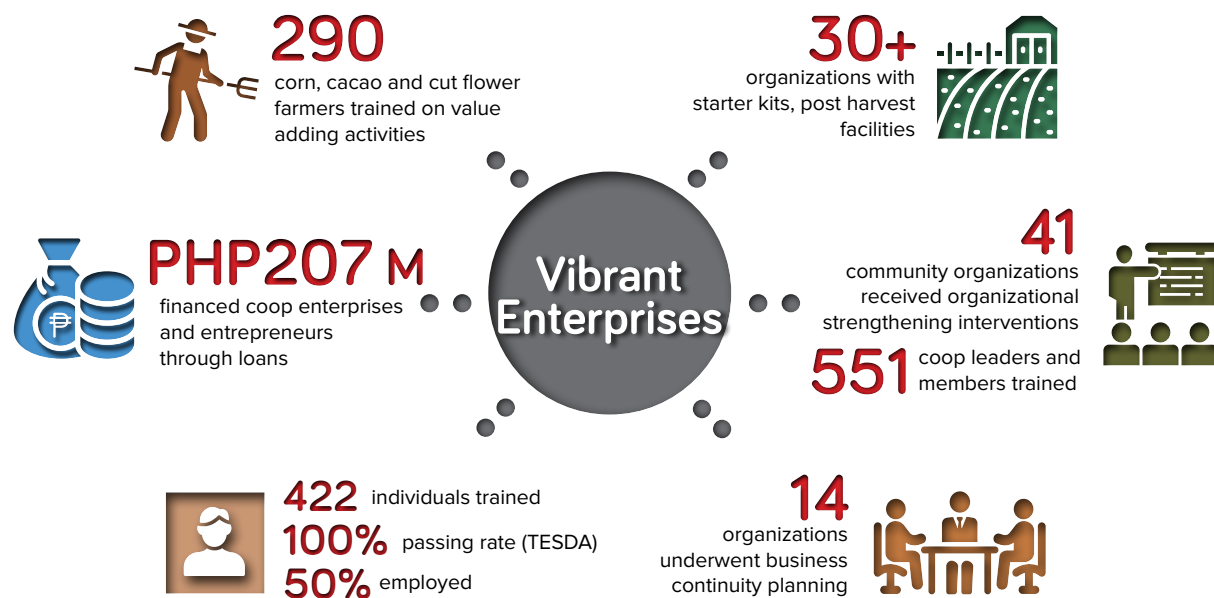 290
corn, cacao and cut flower
farmers trained on value
adding activities
30+
organizations with
starter kits, post harvest
facilities
PHP207 M
financed coop enterprises
and entrepreneurs
through loans
₱
Vibrant
Enterprises
41
community organizations
received organizational
strengthening interventions
551 coop leaders and
members trained
422 individuals trained
100% passing rate (TESDA)
50% employed
14
organizations
underwent business
continuity planning